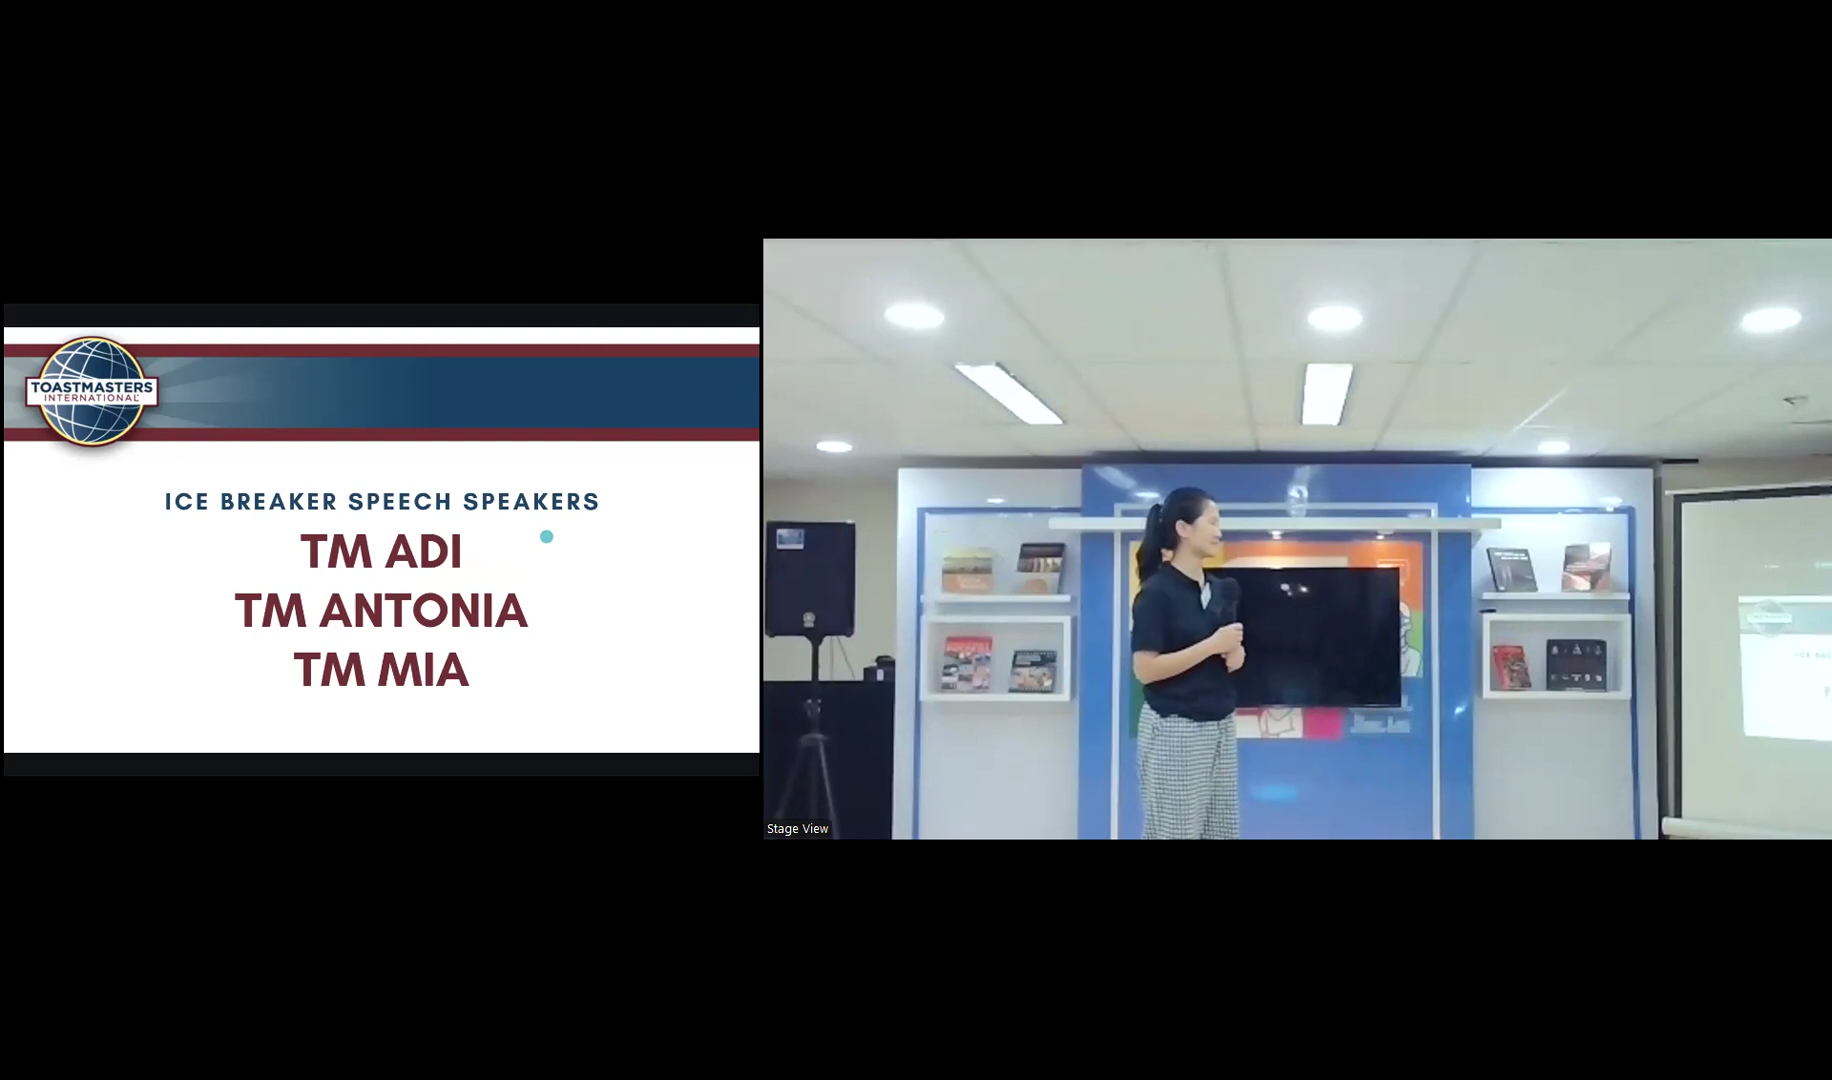 TOASTMASTERS
INTERNATIONAL
ICE BREAKER SPEECH SPEAKERS
TM ADI
TM ANTONIA
TM MIA
Stage View